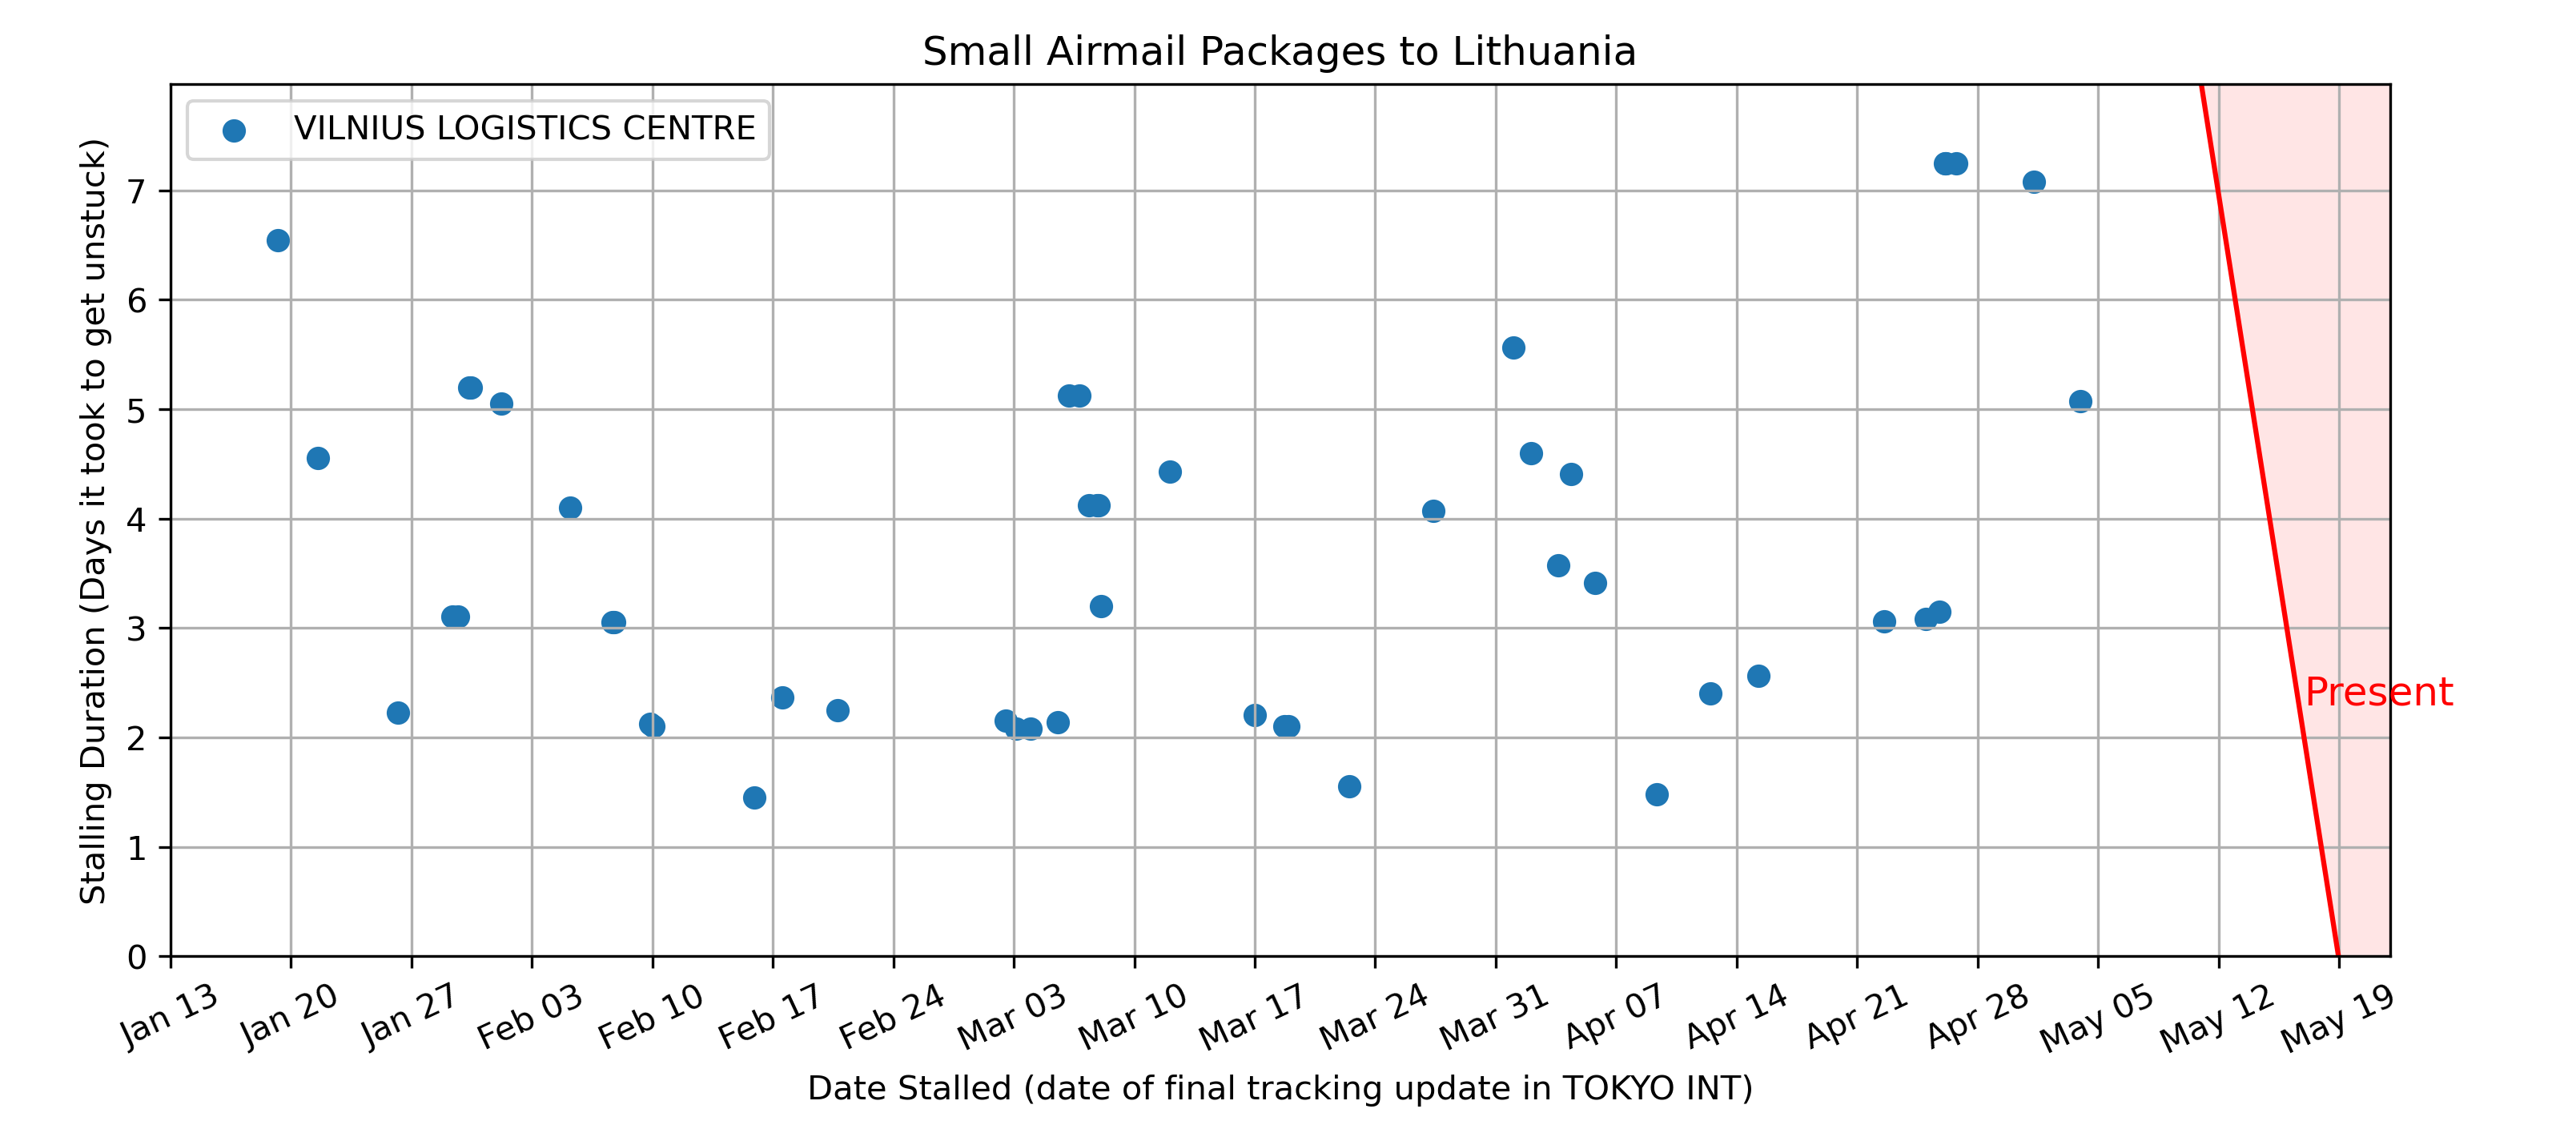 Small Airmail Packages to Lithuania
VILNIUS LOGISTICS CENTRE
Stalling Duration (Days it took to get unstuck)
7
6
5
4
3
2
1
0
Present
Jan 13
Jan 20
Jan 27
Feb 03
Feb 10
Feb 17
Feb 24
Mar 03
Mar 10
Mar 17
Mar 24
Mar 31
Apr 07
Apr 14
Apr 21
Apr 28
May 05
May 12
May 19
Date Stalled (date of final tracking update in TOKYO INT)